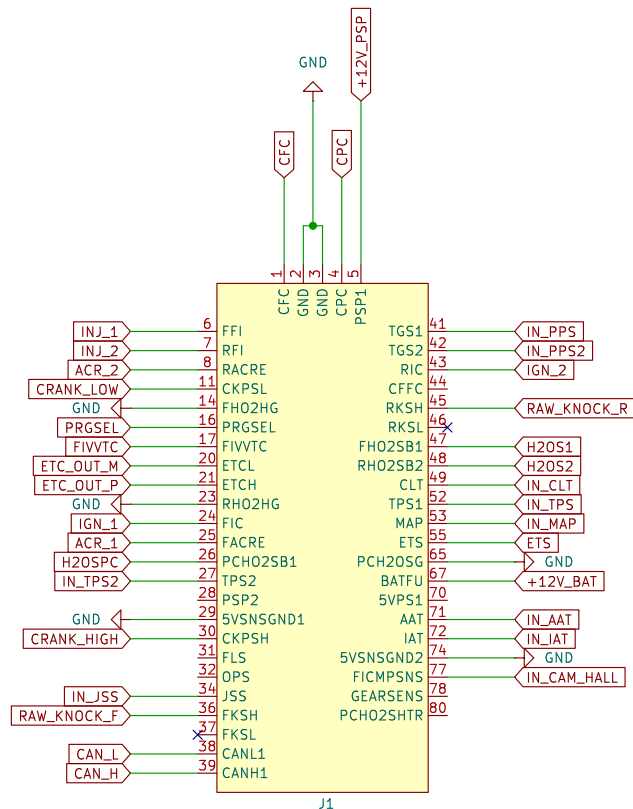 +12V_PSP
GND
CFC
CPC
1
2
3
4
5
CFC
GND
GND
CPC
PSP1
INJ_1 6 FFI
INJ_2 7 RFI
ACR_2 8 RACRE
CRANK_LOW 11 CKPSL
GND 14 FHO2HG
PRGSEL 16 PRGSEL
FIVVTC 17 FIVVTC
ETC_OUT_M 20 ETCL
ETC_OUT_P 21 ETCH
GND 23 RHO2HG
IGN_1 24 FIC
ACR_1 25 FACRE
H2OSPC 26 PCHO2SB1
IN_TPS2 27 TPS2
28 PSP2
GND 29 5VSNSGND1
CRANK_HIGH 30 CKPSH
31 FLS
32 OPS
IN_JSS 34 JSS
RAW_KNOCK_F 36 FKSH
37 FKSL
CAN_L 38 CANL1
CAN_H 39 CANH1
TGS1 41 IN_PPS
TGS2 42 IN_PPS2
RIC 43 IGN_2
CFFC 44
RKSH 45 RAW_KNOCK_R
RKSL 46
FHO2SB1 47 H2OS1
RHO2SB2 48 H2OS2
CLT 49 IN_CLT
TPS1 52 IN_TPS
MAP 53 IN_MAP
ETS 55 ETS
PCH2OSG 65 GND
BATFU 67 +12V_BAT
5VPS1 70
AAT 71 IN_AAT
IAT 72 IN_IAT
5VSNSGND2 74 GND
FICMPSNS 77 IN_CAM_HALL
GEARSENS 78
PCHO2SHTR 80
J1